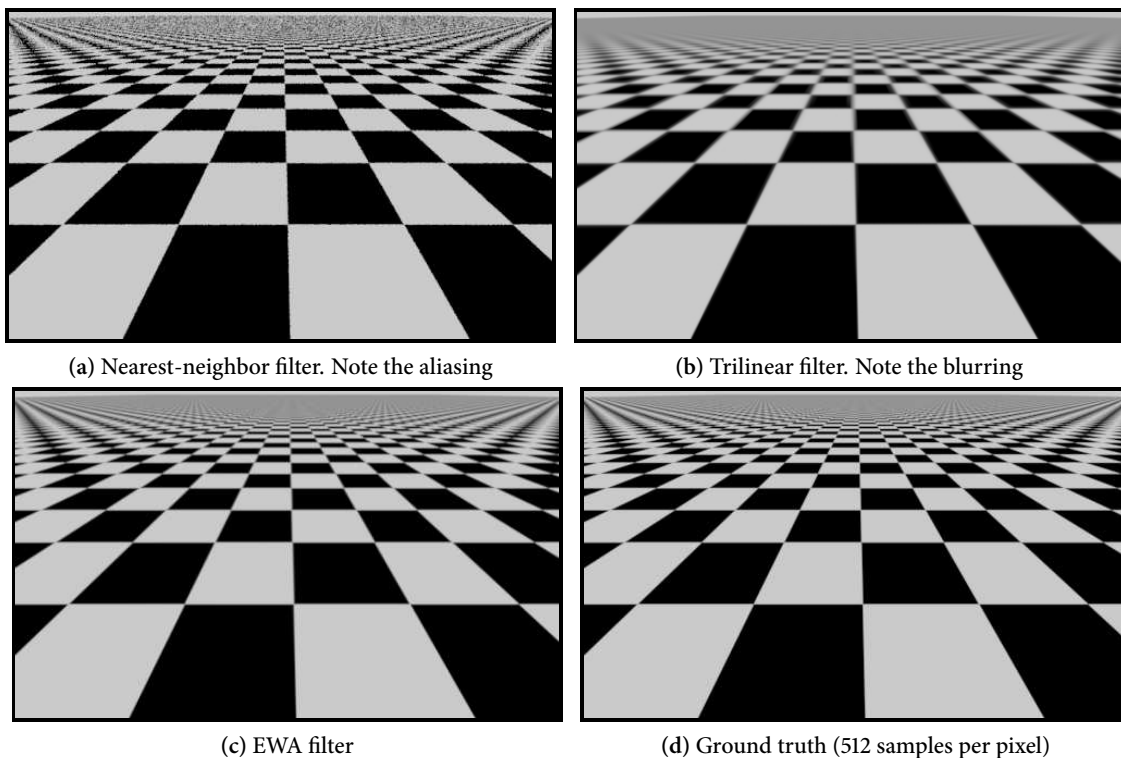 (a) Nearest-neighbor filter. Note the aliasing
(b) Trilinear filter. Note the blurring
(c) EWA filter
(d) Ground truth (512 samples per pixel)